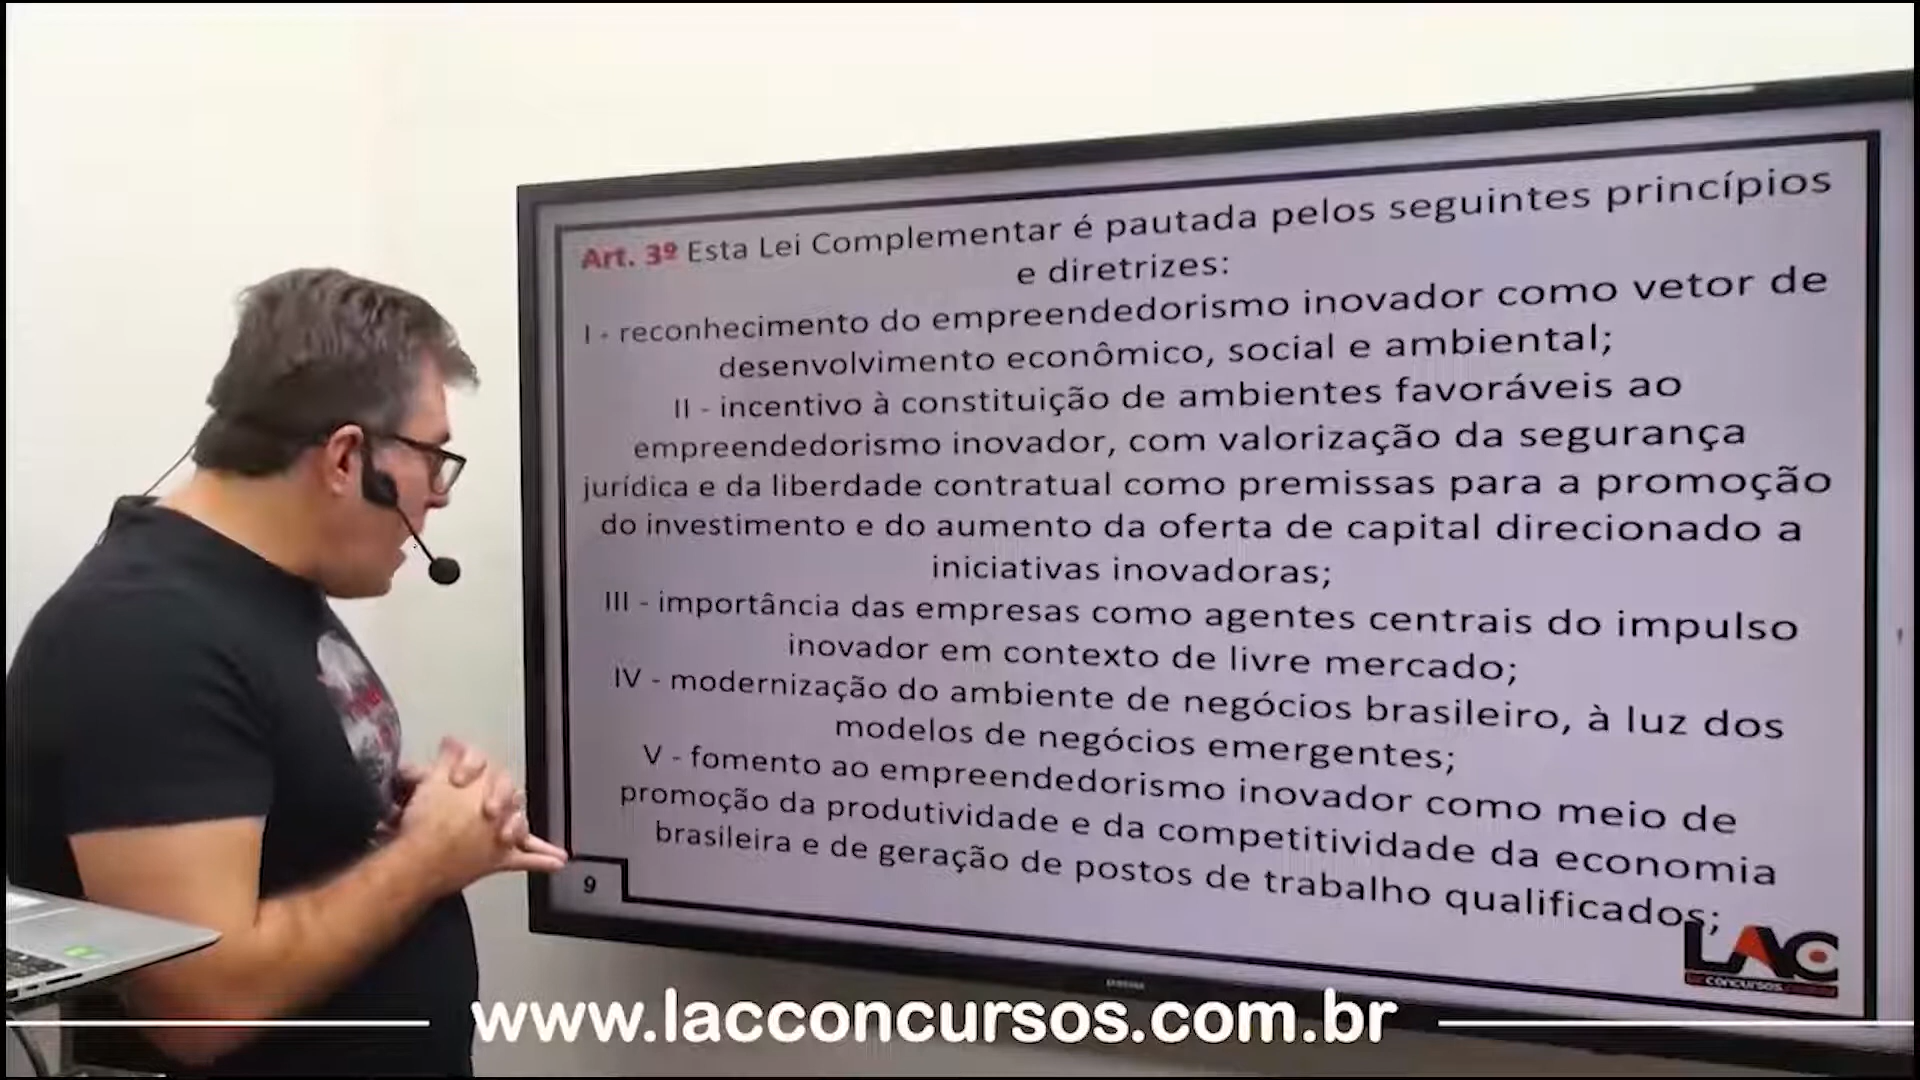 Art. 3º Esta Lei Complementar é pautada pelos seguintes princípios
e diretrizes:
I - reconhecimento do empreendedorismo inovador como vetor de
desenvolvimento econômico, social e ambiental;
II - incentivo à constituição de ambientes favoráveis ao
empreendedorismo inovador, com valorização da segurança
jurídica e da liberdade contratual como premissas para a promoção
do investimento e do aumento da oferta de capital direcionado a
iniciativas inovadoras;
III - importância das empresas como agentes centrais do impulso
inovador em contexto de livre mercado;
IV - modernização do ambiente de negócios brasileiro, à luz dos
modelos de negócios emergentes;
V - fomento ao empreendedorismo inovador como meio de
promoção da produtividade e da competitividade da economia
brasileira e de geração de postos de trabalho qualificados;
9
LAC
concursos
www.lacconcursos.com.br